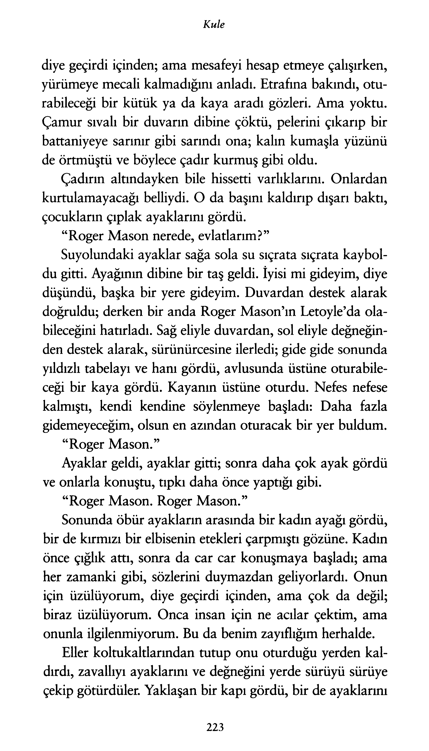 Kule
diye geçirdi içinden; ama mesafeyi hesap etmeye çalışırken,
yürümeye mecali kalmadığını anladı. Etrafına bakındı, otu-
rabileceği bir kütük ya da kaya aradı gözleri. Ama yoktu.
Çamur sıvalı bir duvarın dibine çöktü, pelerini çıkarıp bir
battaniyeye sarınır gibi sarındı ona; kalın kumaşla yüzünü
de örtmüştü ve böylece çadır kurmuş gibi oldu.
Çadırın altındayken bile hissetti varlıklarını. Onlardan
kurtulamayacağı belliydi. O da başını kaldırıp dışarı baktı,
çocukların çıplak ayaklarını gördü.
“Roger Mason nerede, evlatlarım?”
Suyolundaki ayaklar sağa sola su sıçrata sıçrata kaybol-
du gitti. Ayağının dibine bir taş geldi. İyisi mi gideyim, diye
düşündü, başka bir yere gideyim. Duvardan destek alarak
doğruldu; derken bir anda Roger Mason’ın Letoyle’da ola-
bileceğini hatırladı. Sağ eliyle duvardan, sol eliyle değneğin-
den destek alarak, sürünürcesine ilerledi; gide gide sonunda
yıldızlı tabelayı ve hanı gördü, avlusunda üstüne oturabile-
ceği bir kaya gördü. Kayanın üstüne oturdu. Nefes nefese
kalmıştı, kendi kendine söylenmeye başladı: Daha fazla
gidemeyeceğim, olsun en azından oturacak bir yer buldum.
“Roger Mason.”
Ayaklar geldi, ayaklar gitti; sonra daha çok ayak gördü
ve onlarla konuştu, tıpkı daha önce yaptığı gibi.
“Roger Mason. Roger Mason.”
Sonunda öbür ayakların arasında bir kadın ayağı gördü,
bir de kırmızı bir elbisenin etekleri çarpmıştı gözüne. Kadın
önce çığlık attı, sonra da car car konuşmaya başladı; ama
her zamanki gibi, sözlerini duymazdan geliyorlardı. Onun
için üzülüyorum, diye geçirdi içinden, ama çok da değil;
biraz üzülüyorum. Onca insan için ne acılar çektim, ama
onunla ilgilenmiyorum. Bu da benim zayıflığım herhalde.
Eller koltukaltlarından tutup onu oturduğu yerden kal-
dırdı, zavallıyı ayaklarını ve değneğini yerde sürüyü sürüye
çekip götürdüler. Yaklaşan bir kapı gördü, bir de ayaklarını
223